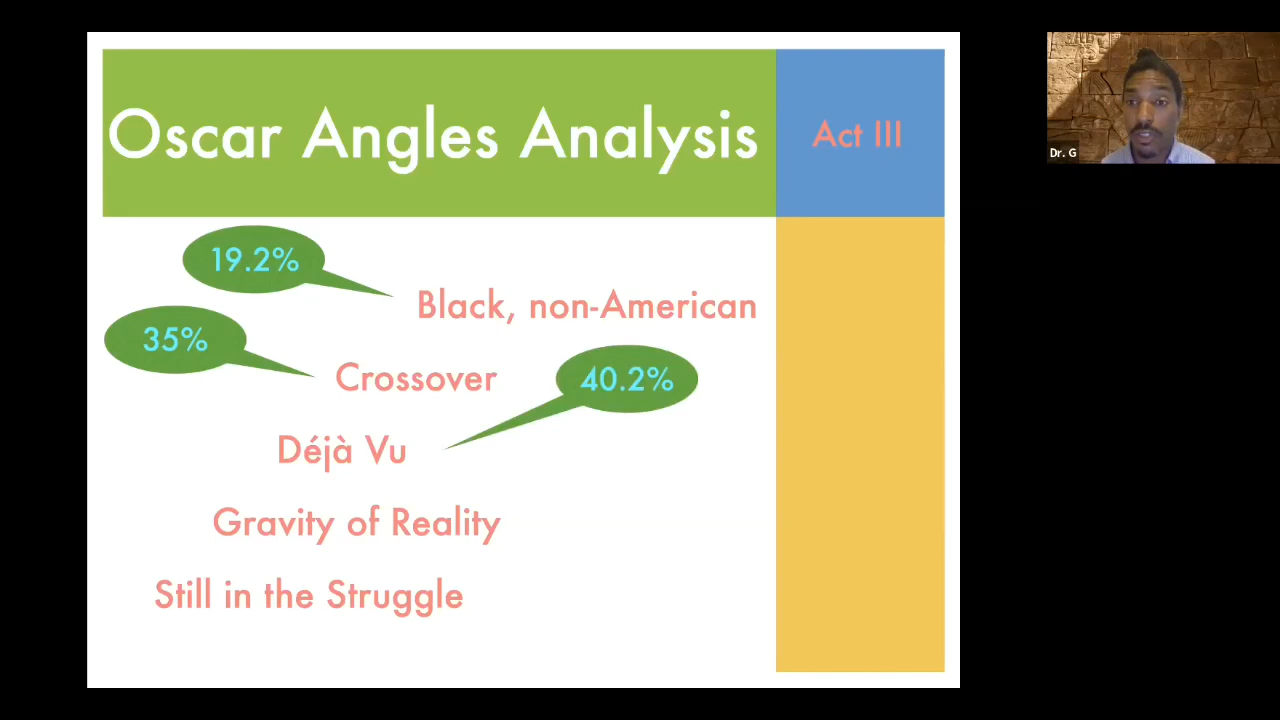 Oscar Angles Analysis
Act III
19.2%
Black, non-American
35%
Crossover
40.2%
Déjà Vu
Gravity of Reality
Still in the Struggle
Dr. G